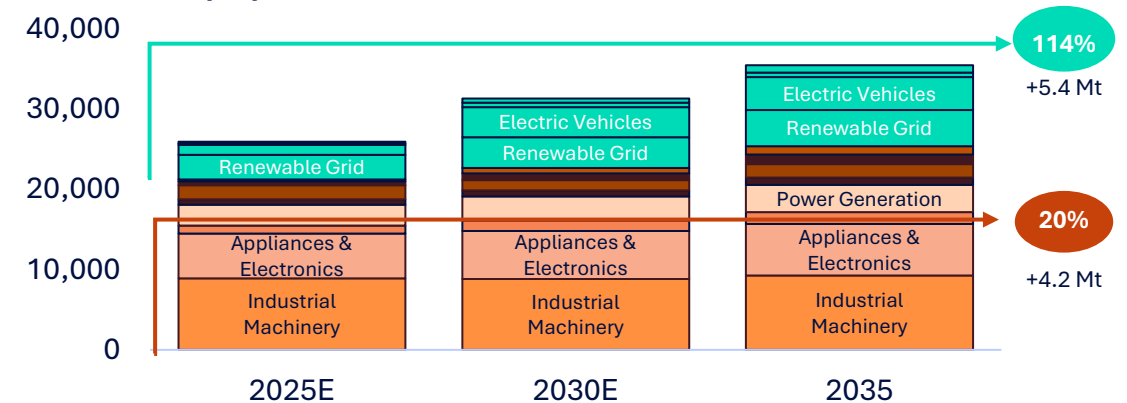 40,000
30,000
20,000
10,000
0
Renewable Grid
Appliances &
Electronics
Industrial
Machinery
2025E
Electric Vehicles
Renewable Grid
Appliances &
Electronics
Industrial
Machinery
2030E
Electric Vehicles
Renewable Grid
Power Generation
Appliances &
Electronics
Industrial
Machinery
2035
114%
+5.4 Mt
20%
+4.2 Mt